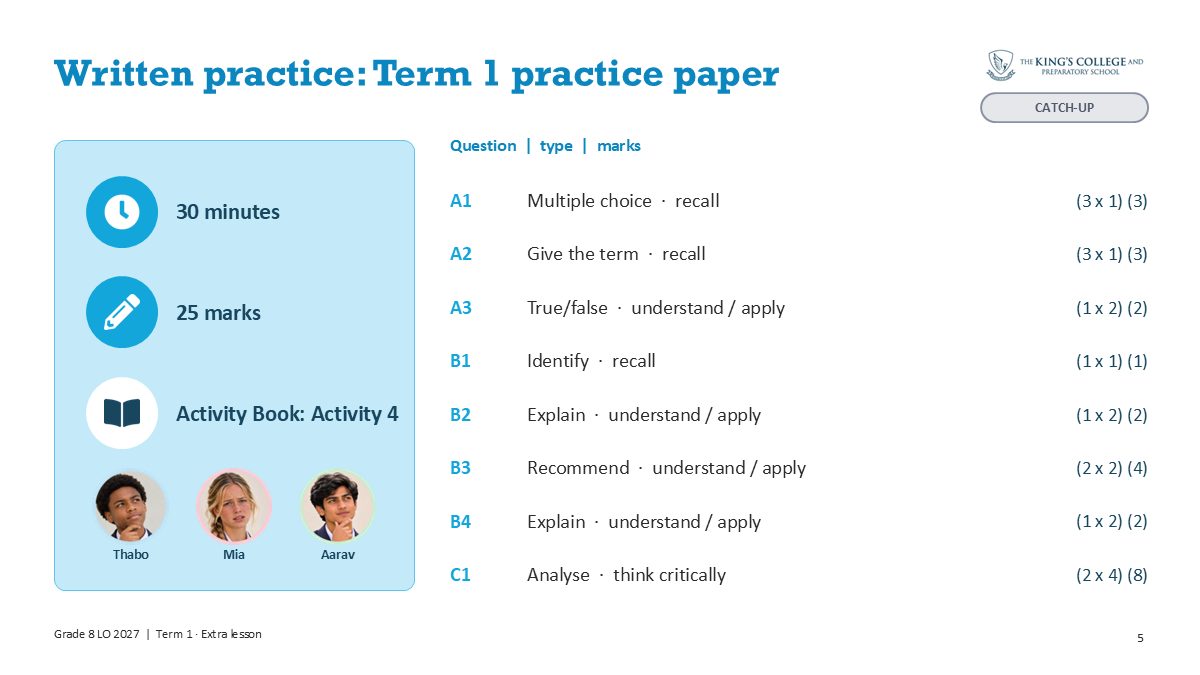 Written practice: Term 1 practice paper
THE KING'S COLLEGE AND
PREPARATORY SCHOOL
CATCH-UP
30 minutes
25 marks
Activity Book: Activity 4
Thabo Mia Aarav
Question | type | marks
A1 Multiple choice · recall (3 x 1) (3)
A2 Give the term · recall (3 x 1) (3)
A3 True/false · understand / apply (1 x 2) (2)
B1 Identify · recall (1 x 1) (1)
B2 Explain · understand / apply (1 x 2) (2)
B3 Recommend · understand / apply (2 x 2) (4)
B4 Explain · understand / apply (1 x 2) (2)
C1 Analyse · think critically (2 x 4) (8)
Grade 8 LO 2027 | Term 1 · Extra lesson
5